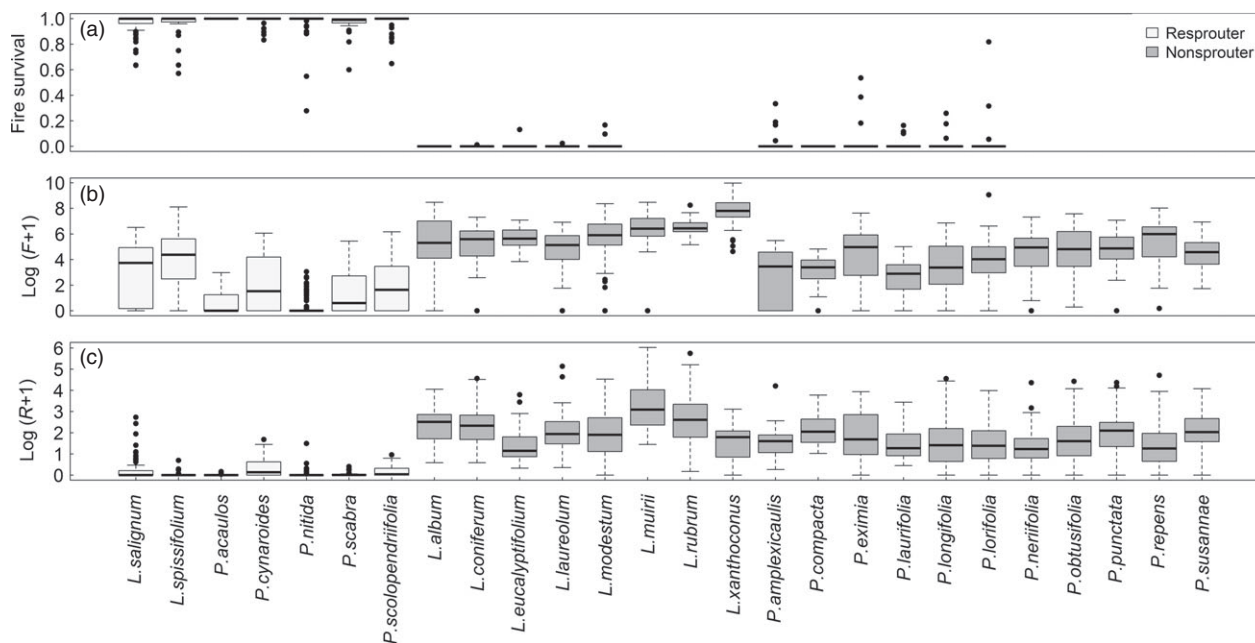 (a)
Fire survival
1.0
0.8
0.6
0.4
0.2
0.0
Resprouter
Nonsprouter
(b)
Log (F+1)
10
8
6
4
2
0
(c)
Log (R+1)
6
5
4
3
2
1
0
L.salignum
L.spissifolium
P.acaulos
P.cynaroides
P.nitida
P.scabra
P.scolopendriifolia
L.album
L.coniferum
L.eucalyptifolium
L.laureolum
L.modestum
L.muirii
L.rubrum
L.xanthoconus
P.amplexicaulis
P.compacta
P.eximia
P.laurifolia
P.longifolia
P.lorifolia
P.neriifolia
P.obtusifolia
P.punctata
P.repens
P.susannae